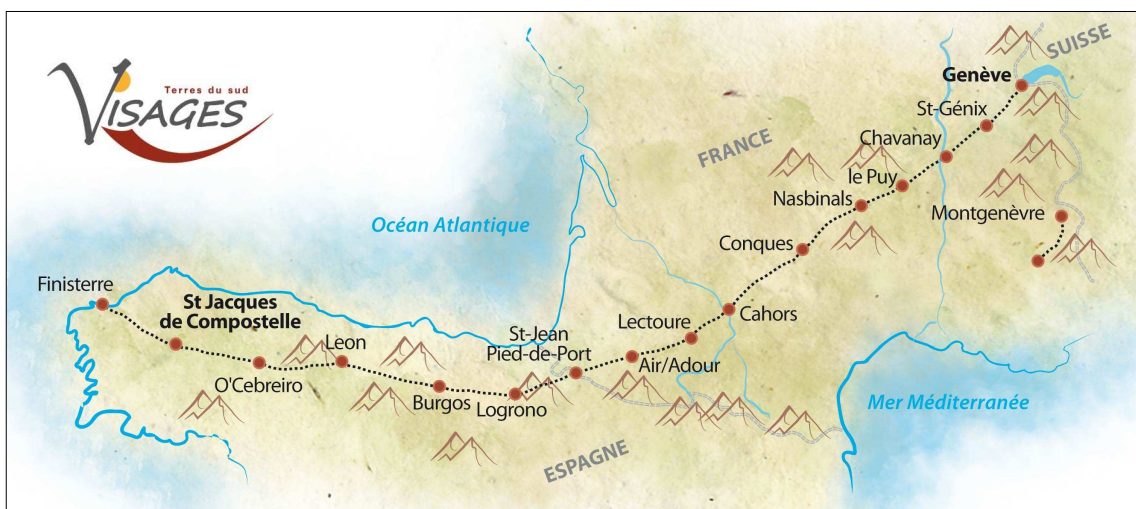 Terres du sud
VISAGES
SUISSE
Genève
St-Génix
FRANCE
Chavanay
le Puy
Nasbinals
Montgenèvre
Océan Atlantique
Conques
Finisterre
St Jacques
de Compostelle
Lectoure
Cahors
St-Jean
Pied-de-Port
Leon
Air/Adour
O'Cebreiro
Burgos
Logrono
Mer Méditerranée
ESPAGNE